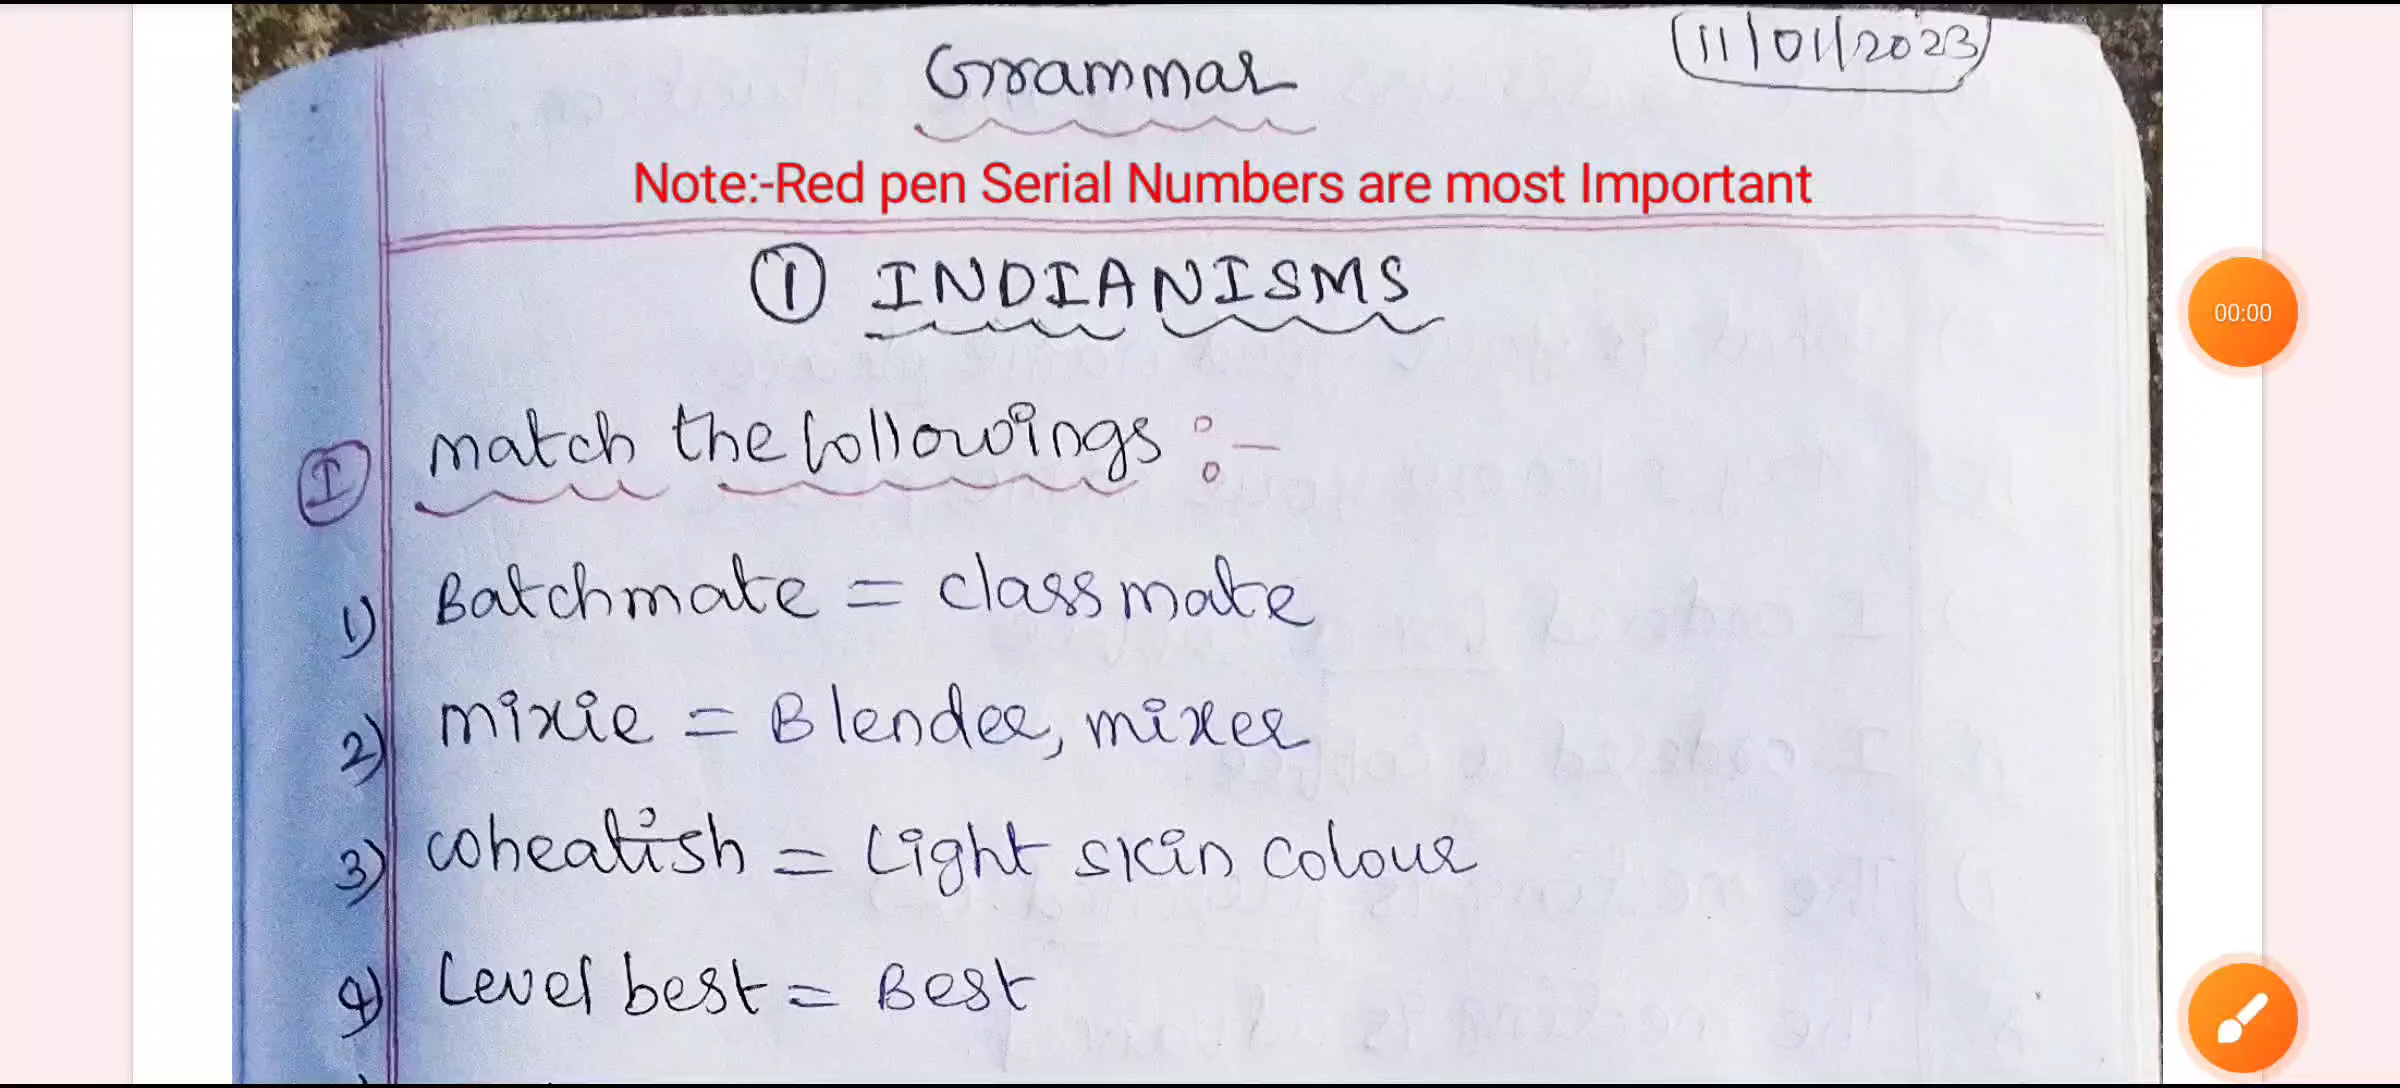 Grammar
11/01/2023
Note:-Red pen Serial Numbers are most Important
① INDIANISMS
I match the followings :-
1) Batchmate = classmate
2) mixie = Blender, mixer
3) coheatish = Light skin colour
4) Level best = Best
00:00